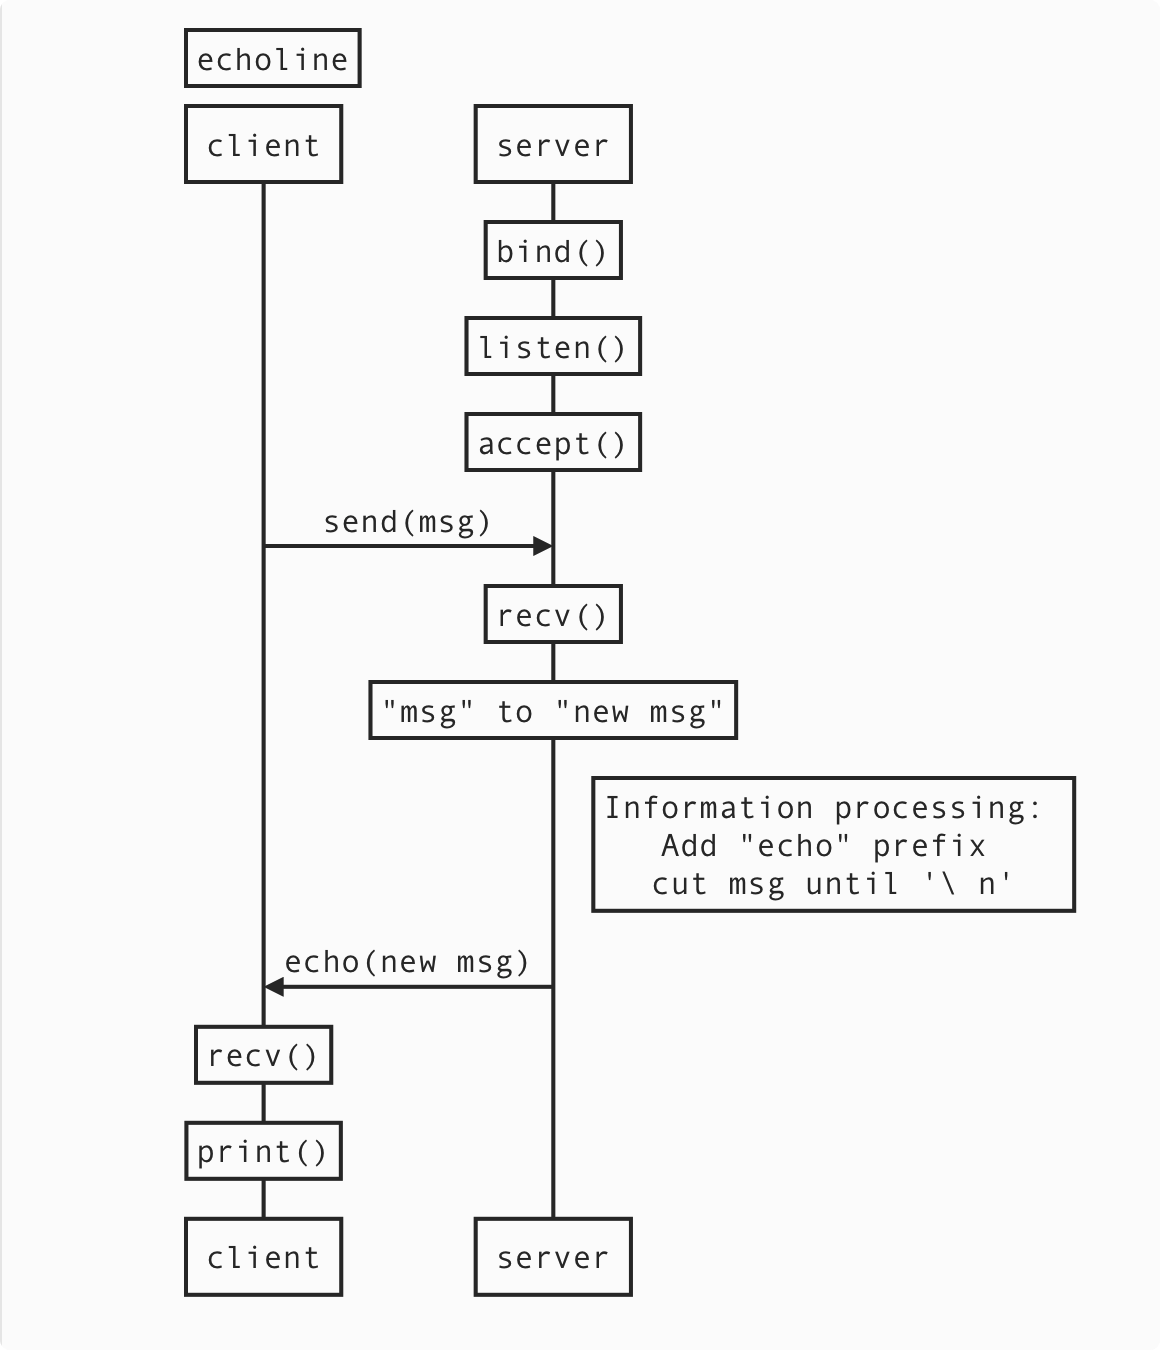 echoline
client
server
bind()
listen()
accept()
send(msg)
recv()
"msg" to "new msg"
Information processing:
Add "echo" prefix
cut msg until '\ n'
echo(new msg)
recv()
print()
client
server